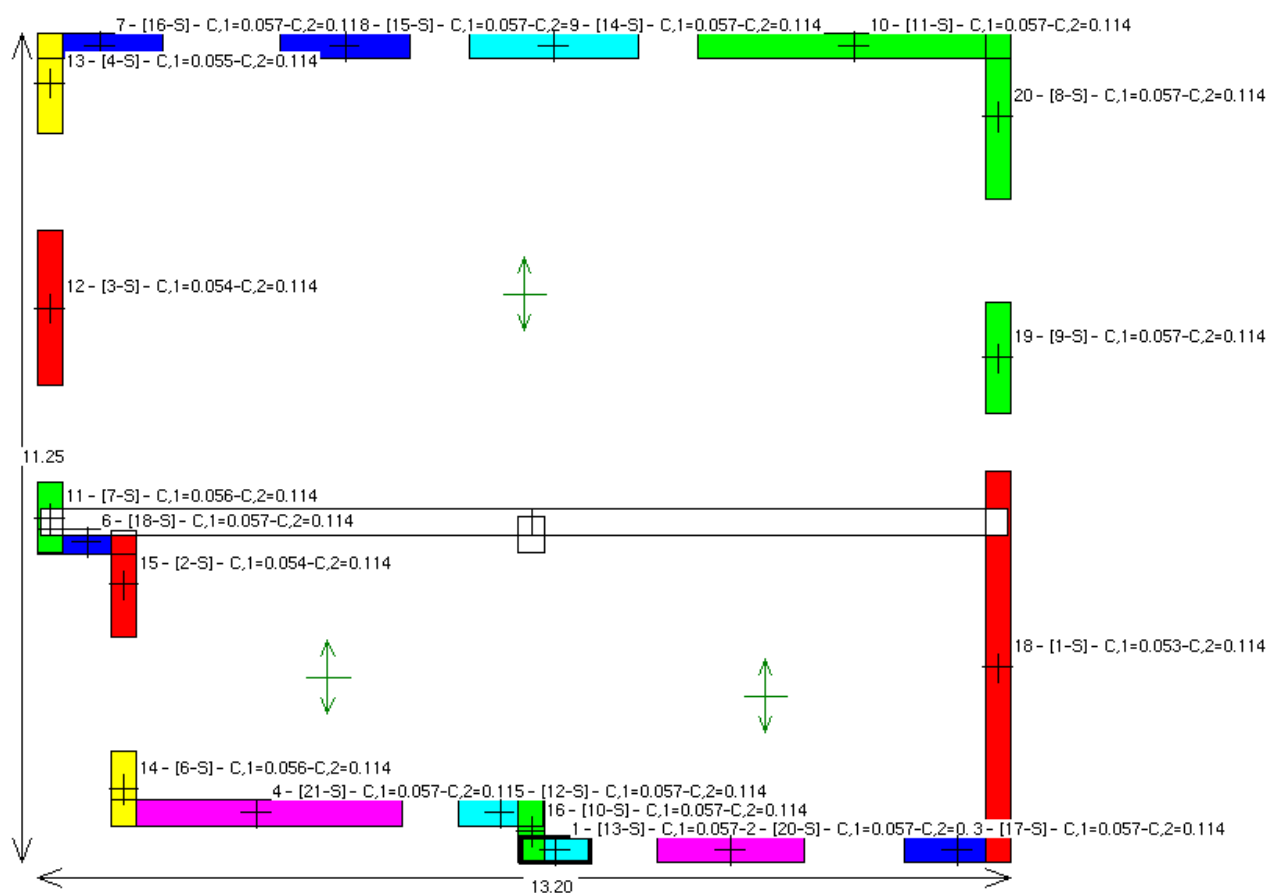 7 - [16-S] - C,1=0.057-C,2=0.118 - [15-S] - C,1=0.057-C,2=9 - [14-S] - C,1=0.057-C,2=0.114 10 - [11-S] - C,1=0.057-C,2=0.114
13 - [4-S] - C,1=0.055-C,2=0.114
20 - [8-S] - C,1=0.057-C,2=0.114
12 - [3-S] - C,1=0.054-C,2=0.114
19 - [9-S] - C,1=0.057-C,2=0.114
11.25
11 - [7-S] - C,1=0.056-C,2=0.114
6 - [18-S] - C,1=0.057-C,2=0.114
15 - [2-S] - C,1=0.054-C,2=0.114
18 - [1-S] - C,1=0.053-C,2=0.114
14 - [6-S] - C,1=0.056-C,2=0.114
4 - [21-S] - C,1=0.057-C,2=0.115 - [12-S] - C,1=0.057-C,2=0.114
16 - [10-S] - C,1=0.057-C,2=0.114
1 - [13-S] - C,1=0.057-2 - [20-S] - C,1=0.057-C,2=0.3 - [17-S] - C,1=0.057-C,2=0.114
13.20